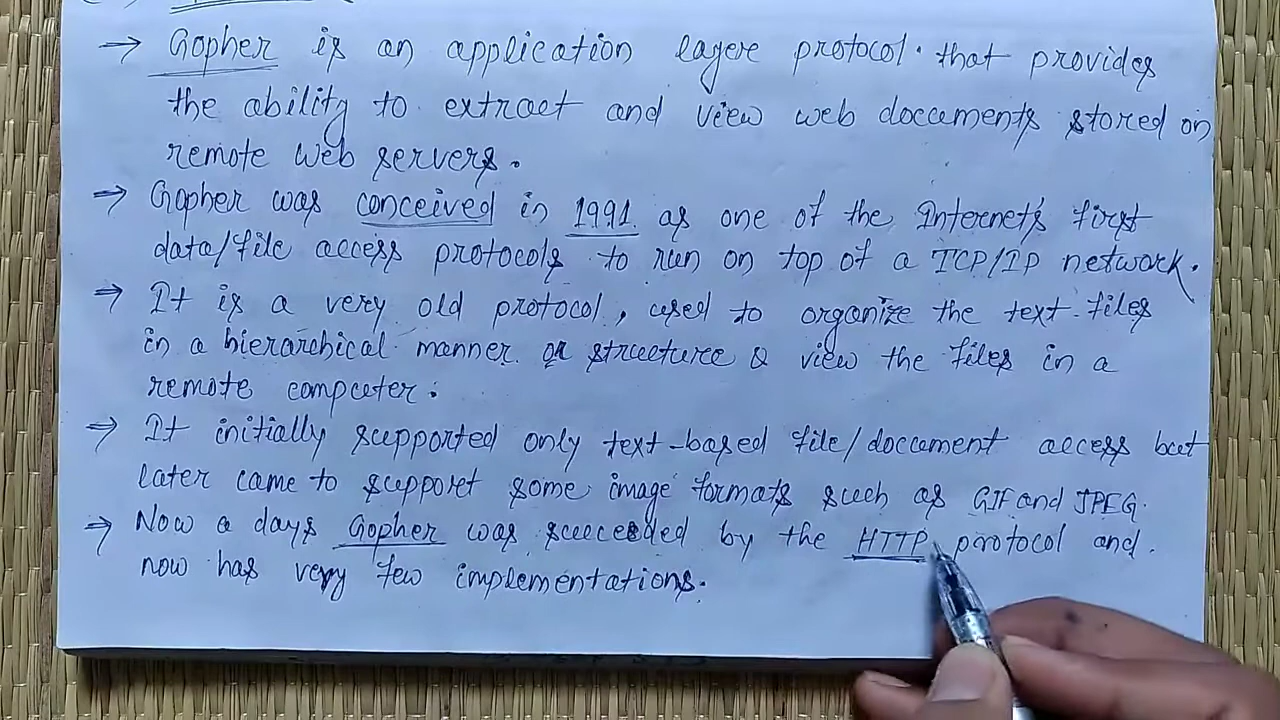 → Gopher is an application layer protocol. that provides
the ability to extract and view web documents stored on
remote web servers.
→ Gopher was conceived in 1991 as one of the Internet's first
data/file access protocols to run on top of a TCP/IP network.
→ It is a very old protocol, used to organize the text files
in a hierarchical manner or structure & view the files in a
remote computer.
→ It initially supported only text-based file/document access but
later came to support some image formats such as GIF and JPEG.
→ Now a days Gopher was succeeded by the HTTP protocol and
now has very few implementations.